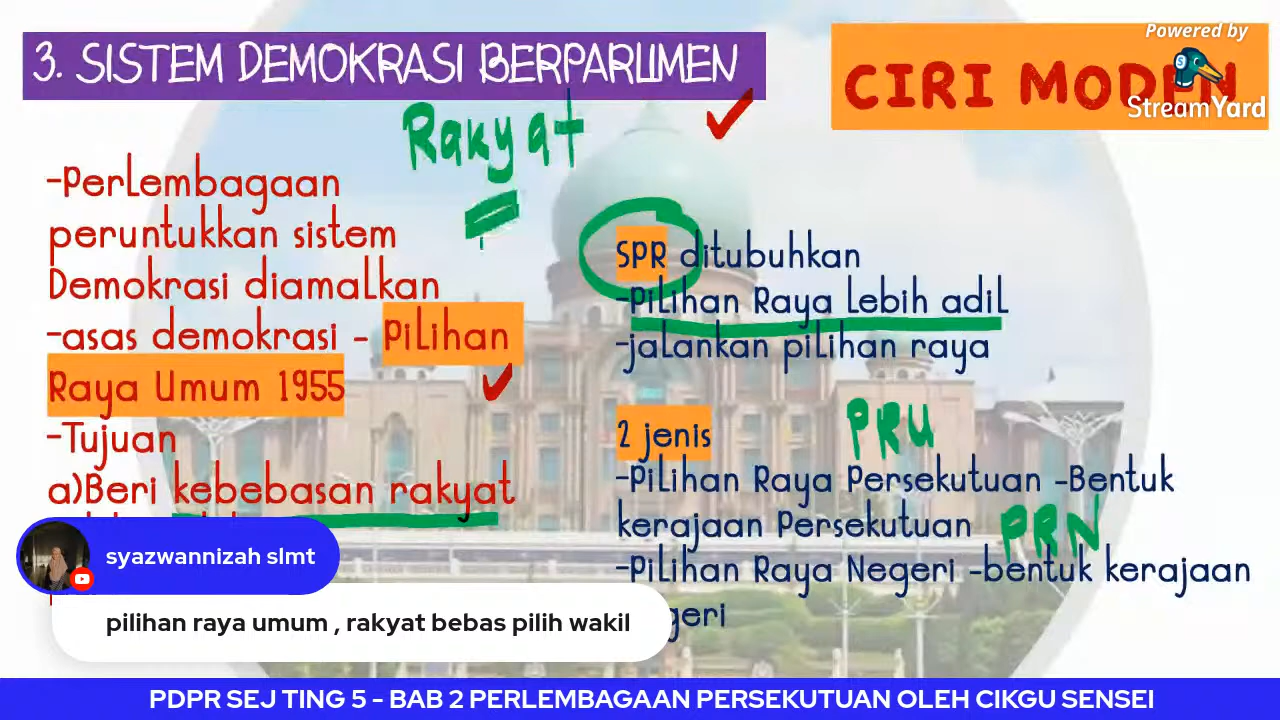 3. SISTEM DEMOKRASI BERPARLIMEN
CIRI MODEN
Powered by
StreamYard
Rakyat
-Perlembagaan
peruntukkan sistem
Demokrasi diamalkan
-asas demokrasi - Pilihan
Raya Umum 1955
-Tujuan
a)Beri kebebasan rakyat
SPR ditubuhkan
-Pilihan Raya Lebih adil
-jalankan pilihan raya
PRU
2 jenis
-Pilihan Raya Persekutuan -Bentuk
kerajaan Persekutuan
PRN
-Pilihan Raya Negeri -bentuk kerajaan
geri
syazwannizah slmt
pilihan raya umum , rakyat bebas pilih wakil
PDPR SEJ TING 5 - BAB 2 PERLEMBAGAAN PERSEKUTUAN OLEH CIKGU SENSEI